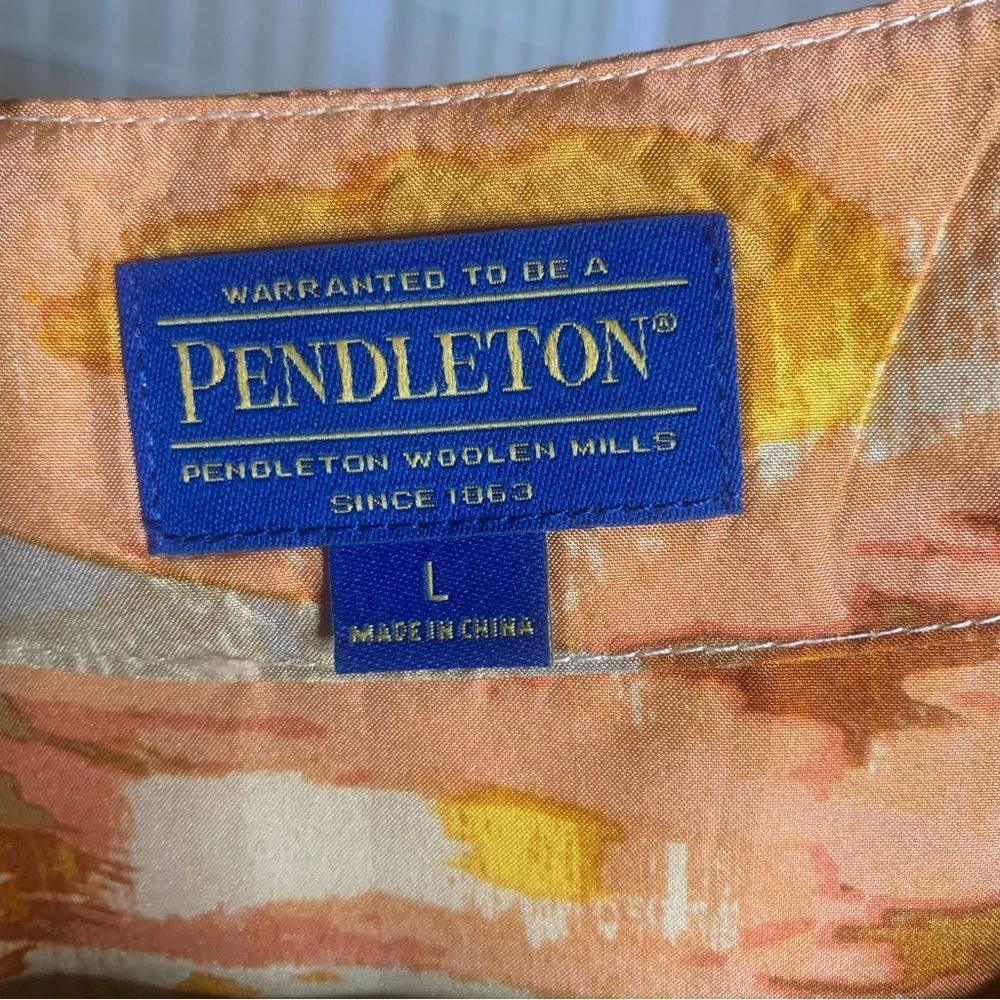 WARRANTED TO BE A
PENDLETON®
PENDLETON WOOLEN MILLS
SINCE 1863
L
MADE IN CHINA